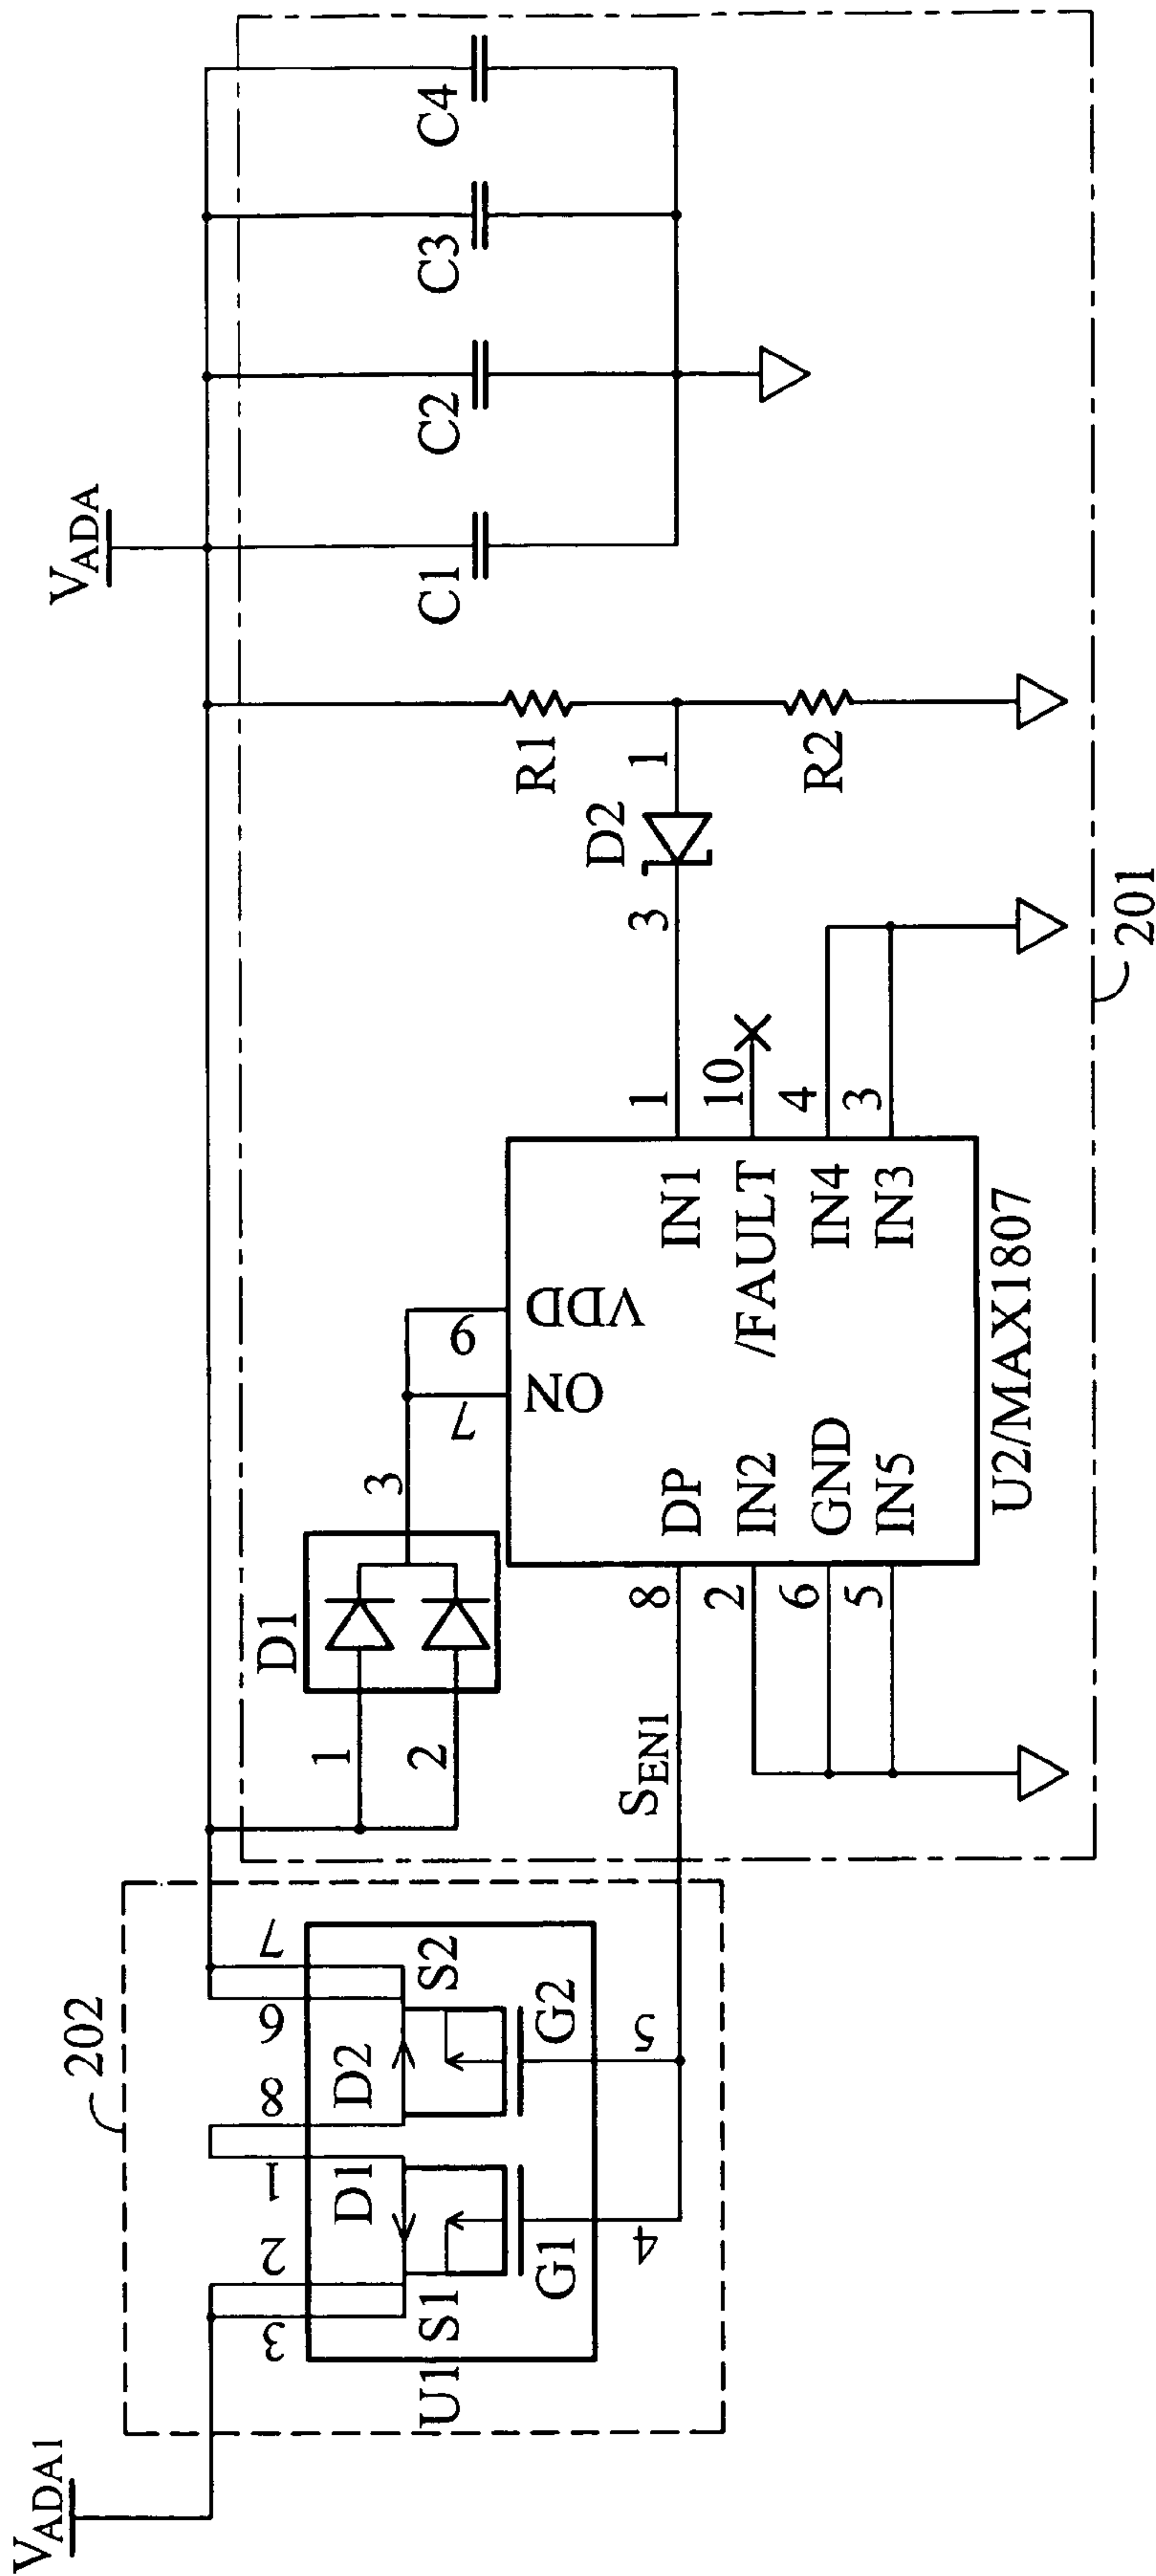 V_ADA1
V_ADA
202
3
2
1
8
6
7
D1
D2
S1
S2
U1
G1
G2
4
5
S_EN1
D1
1
2
3
7
9
ON
VDD
8
2
6
5
DP
IN2
GND
IN5
IN1
/FAULT
IN4
IN3
1
10
4
3
U2/MAX1807
3
D2
1
R1
R2
C1
C2
C3
C4
201